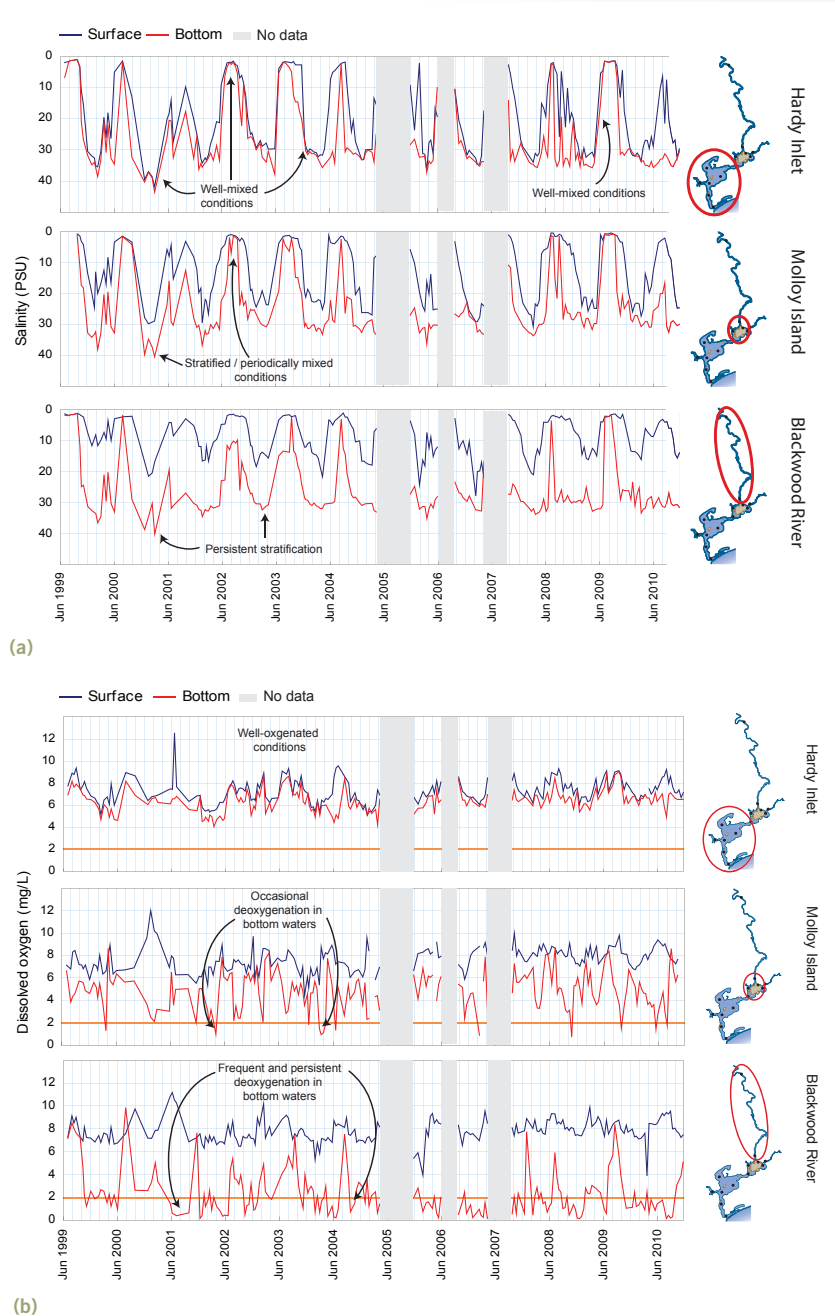 Surface Bottom No data
0
10
20
30
40
Well-mixed
conditions
Well-mixed conditions
Hardy Inlet
Salinity (PSU)
0
10
20
30
40
Stratified / periodically mixed
conditions
Molloy Island
0
10
20
30
40
Persistent stratification
Blackwood River
Jun 1999
Jun 2000
Jun 2001
Jun 2002
Jun 2003
Jun 2004
Jun 2005
Jun 2006
Jun 2007
Jun 2008
Jun 2009
Jun 2010
(a)
Surface Bottom No data
12
10
8
6
4
2
0
Well-oxgenated
conditions
Hardy Inlet
Dissolved oxygen (mg/L)
14
12
10
8
6
4
2
0
Occasional
deoxygenation in
bottom waters
Molloy Island
14
12
10
8
6
4
2
0
Frequent and persistent
deoxygenation in
bottom waters
Blackwood River
Jun 1999
Jun 2000
Jun 2001
Jun 2002
Jun 2003
Jun 2004
Jun 2005
Jun 2006
Jun 2007
Jun 2008
Jun 2009
Jun 2010
(b)